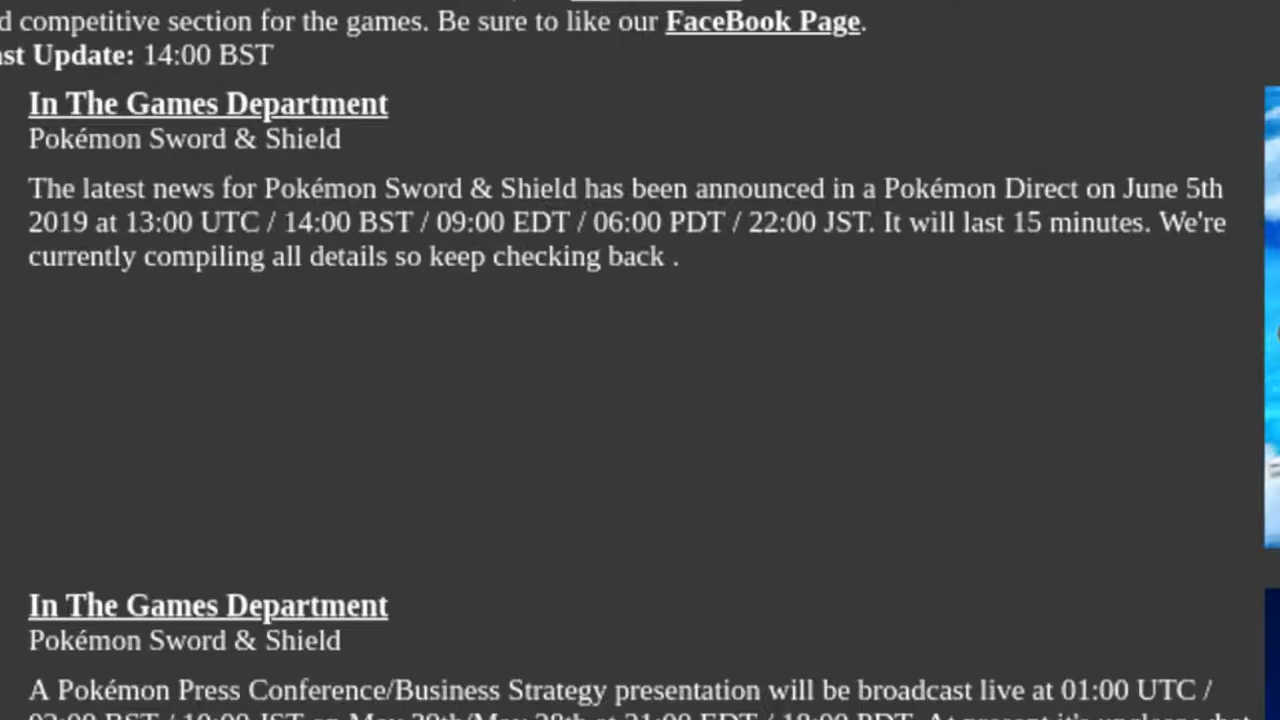 d competitive section for the games. Be sure to like our FaceBook Page.
ast Update: 14:00 BST
In The Games Department
Pokémon Sword & Shield
The latest news for Pokémon Sword & Shield has been announced in a Pokémon Direct on June 5th
2019 at 13:00 UTC / 14:00 BST / 09:00 EDT / 06:00 PDT / 22:00 JST. It will last 15 minutes. We're
currently compiling all details so keep checking back .
In The Games Department
Pokémon Sword & Shield
A Pokémon Press Conference/Business Strategy presentation will be broadcast live at 01:00 UTC /